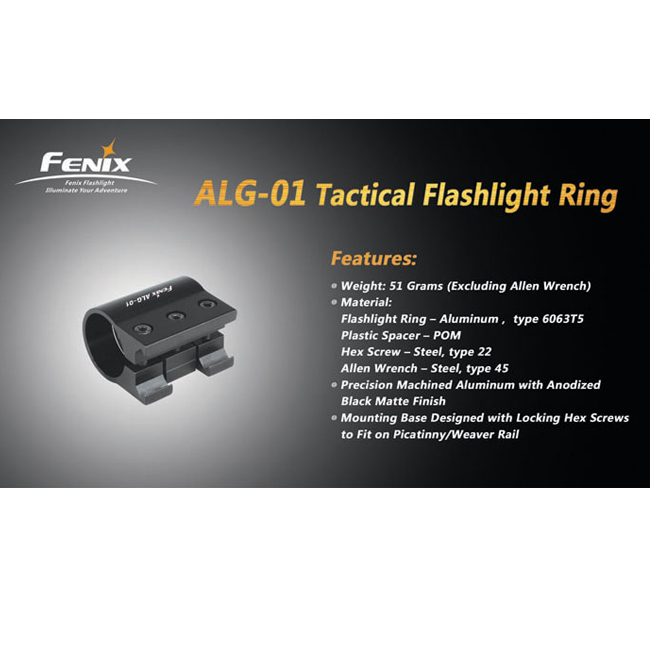 FENIX
Fenix Flashlight
Illuminate Your Adventure
ALG-01 Tactical Flashlight Ring
FENIX ALG-01
Features:
Weight: 51 Grams (Excluding Allen Wrench)
Material:
Flashlight Ring – Aluminum , type 6063T5
Plastic Spacer – POM
Hex Screw – Steel, type 22
Allen Wrench – Steel, type 45
Precision Machined Aluminum with Anodized
Black Matte Finish
Mounting Base Designed with Locking Hex Screws
to Fit on Picatinny/Weaver Rail